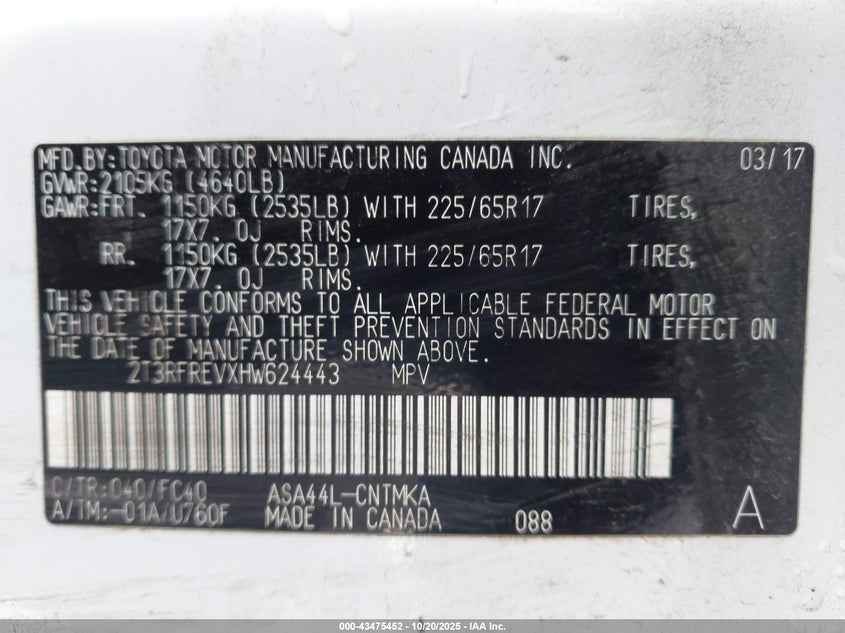 MFD.BY:TOYOTA MOTOR MANUFACTURING CANADA INC. 03/17
GVWR:2105KG (4640LB)
GAWR:FRT. 1150KG (2535LB) WITH 225/65R17 TIRES,
17X7.0J RIMS.
RR. 1150KG (2535LB) WITH 225/65R17 TIRES,
17X7.0J RIMS.
THIS VEHICLE CONFORMS TO ALL APPLICABLE FEDERAL MOTOR
VEHICLE SAFETY AND THEFT PREVENTION STANDARDS IN EFFECT ON
THE DATE OF MANUFACTURE SHOWN ABOVE.
2T3RFREVXHW624443 MPV
C/TR:040/FC40 ASA44L-CNTMKA
A/TM:-01A/U760F MADE IN CANADA 088 A
000-43475452 - 10/20/2025 - IAA Inc.